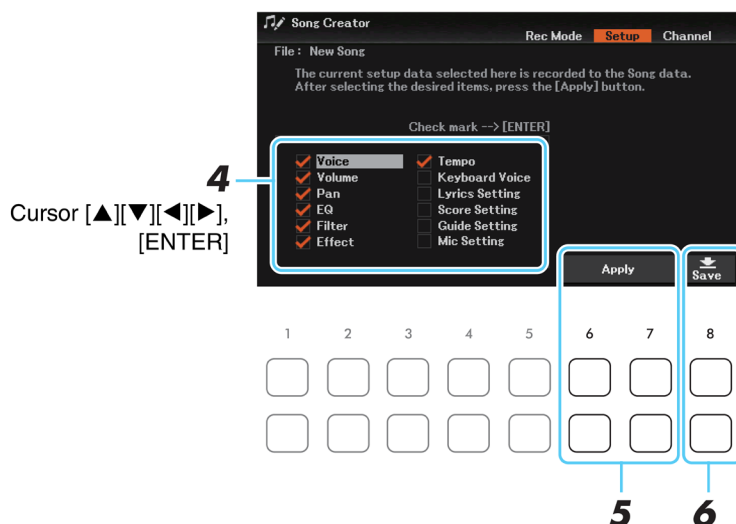 Song Creator
Rec Mode Setup Channel
File : New Song
The current setup data selected here is recorded to the Song data.
After selecting the desired items, press the [Apply] button.
Check mark --> [ENTER]
Voice Tempo
Volume Keyboard Voice
Pan Lyrics Setting
EQ Score Setting
Filter Guide Setting
Effect Mic Setting
4
Cursor [▲][▼][◀][▶],
[ENTER]
Apply Save
1 2 3 4 5 6 7 8
5 6